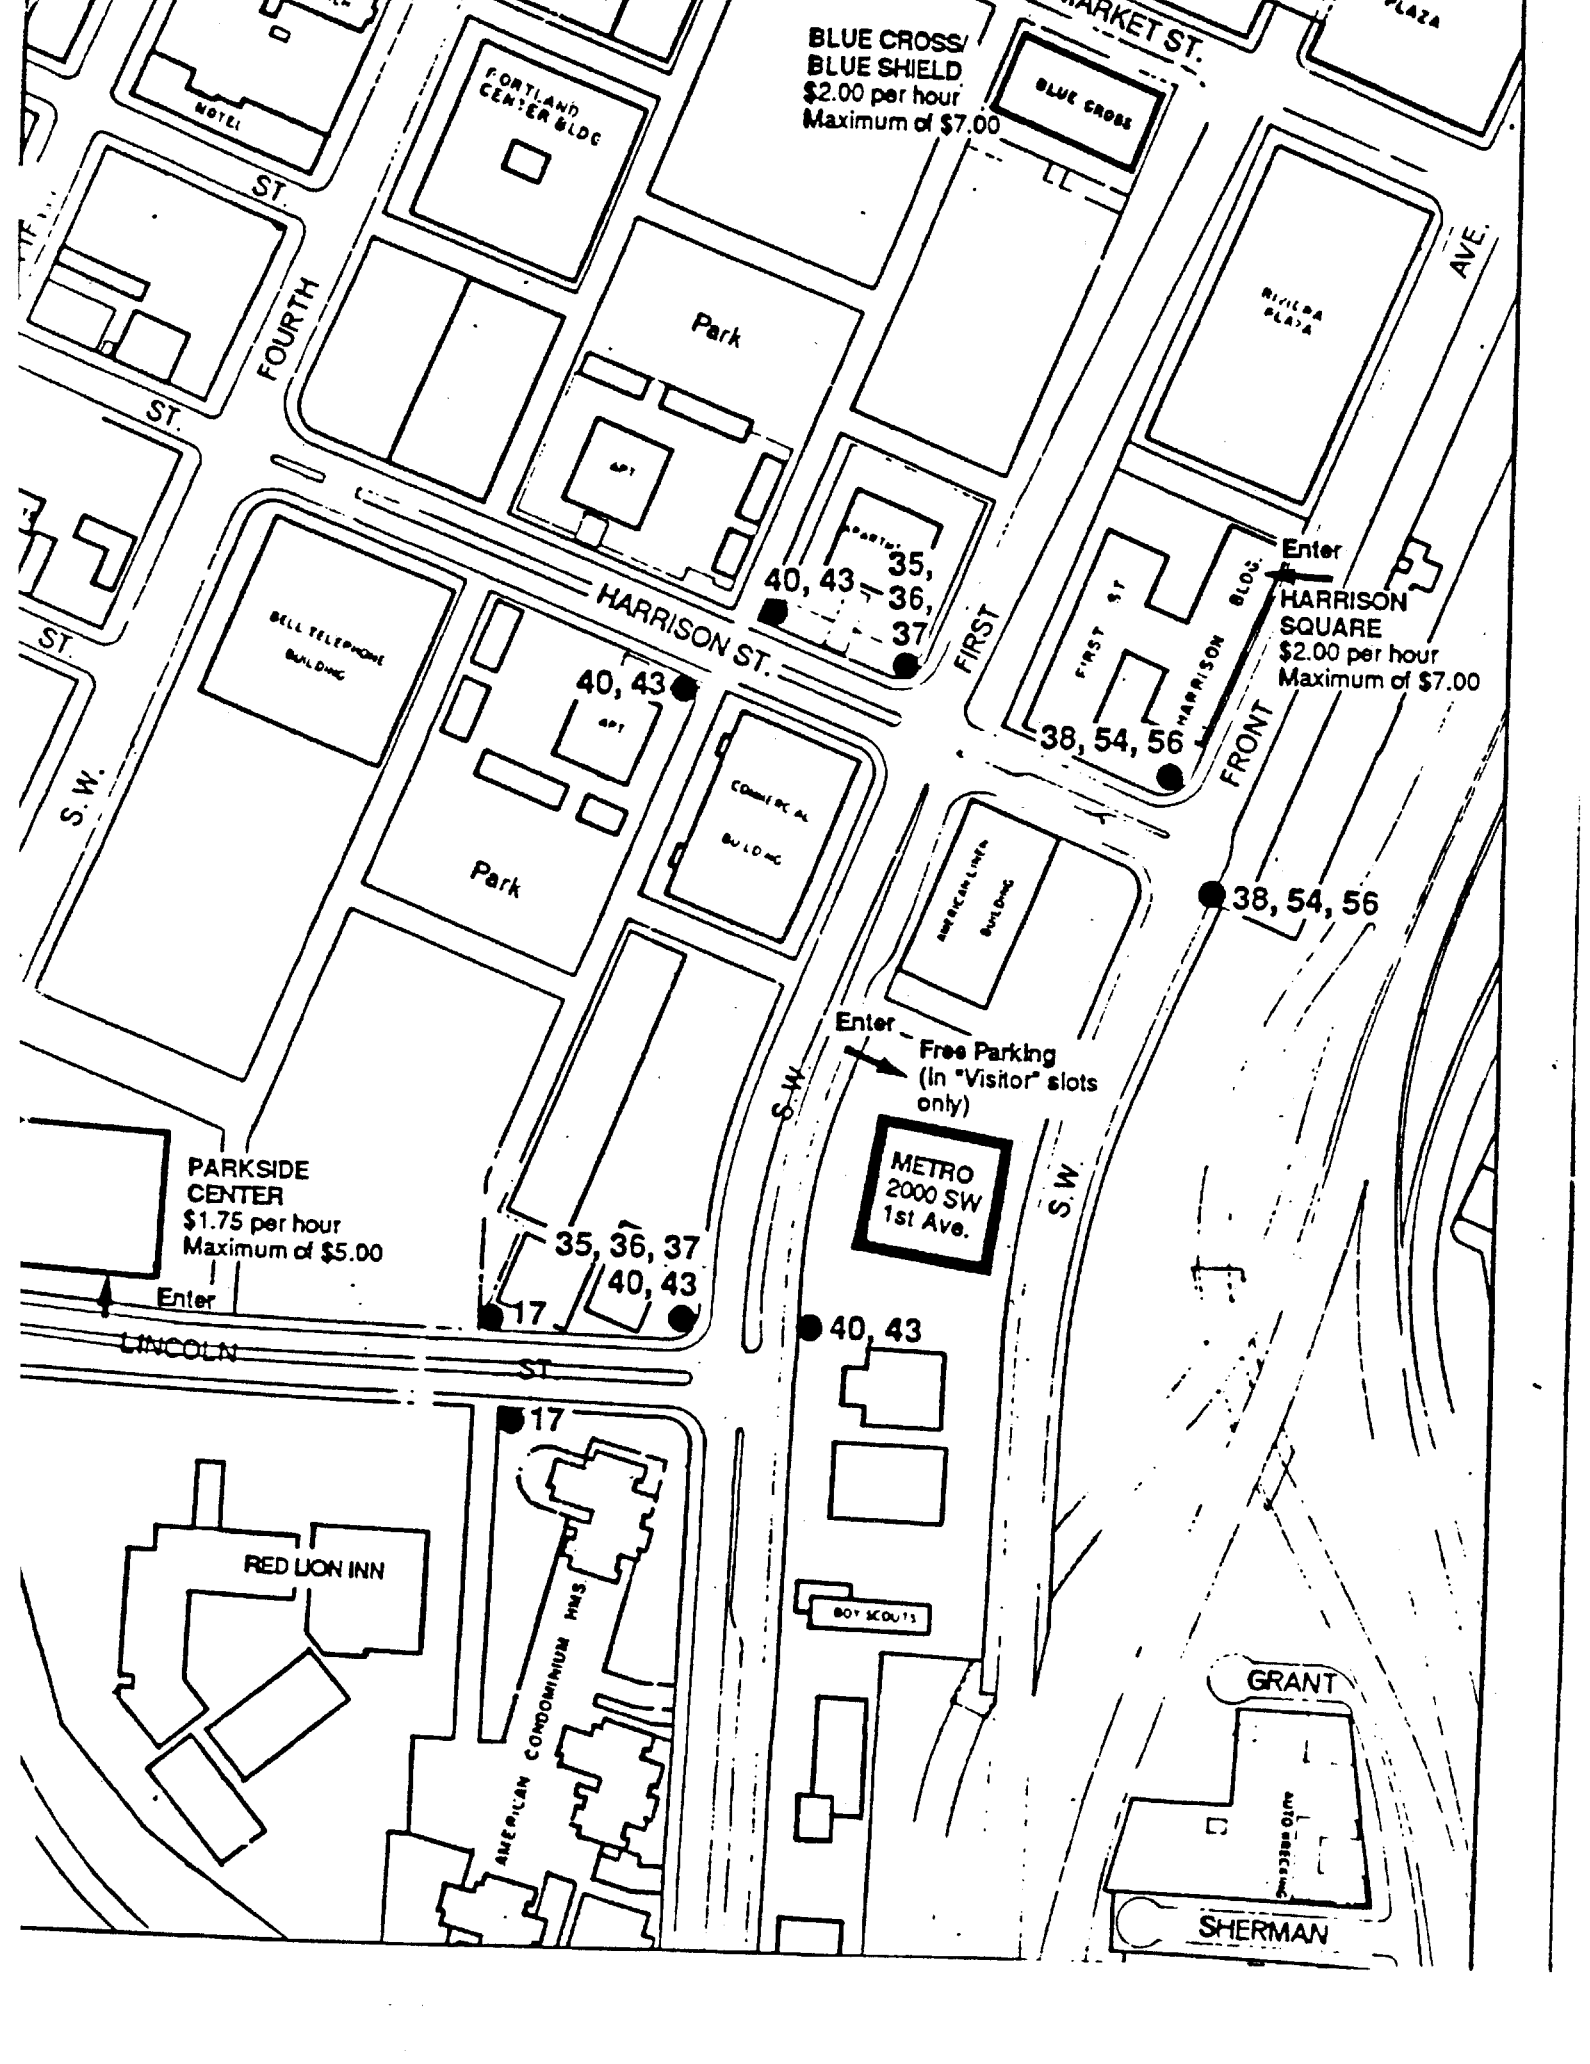 MARKET ST.
PLAZA
BLUE CROSS/
BLUE SHIELD
$2.00 per hour
Maximum of $7.00
BLUE CROSS
PORTLAND
CENTER BLDG
MOTEL
ST.
AVE.
FOURTH
RIVIERA
PLAZA
Park
ST.
APT
35,
40, 43
36,
37
Enter
BLDG.
HARRISON
SQUARE
$2.00 per hour
Maximum of $7.00
HARRISON ST.
FIRST
FIRST ST
HARRISON
BELL TELEPHONE
BUILDING
ST.
40, 43
APT
38, 54, 56
FRONT
S.W.
COMMERCIAL
BUILDING
Park
AMERICAN LINEN
BUILDING
38, 54, 56
Enter
Free Parking
(In "Visitor" slots
only)
S.W.
METRO
2000 SW
1st Ave.
S.W.
PARKSIDE
CENTER
$1.75 per hour
Maximum of $5.00
Enter
35, 36, 37
40, 43
17
40, 43
LINCOLN
ST
17
RED LION INN
AMERICAN CONDOMINIUM HMS.
BOY SCOUTS
GRANT
AUTO WRECKING
SHERMAN